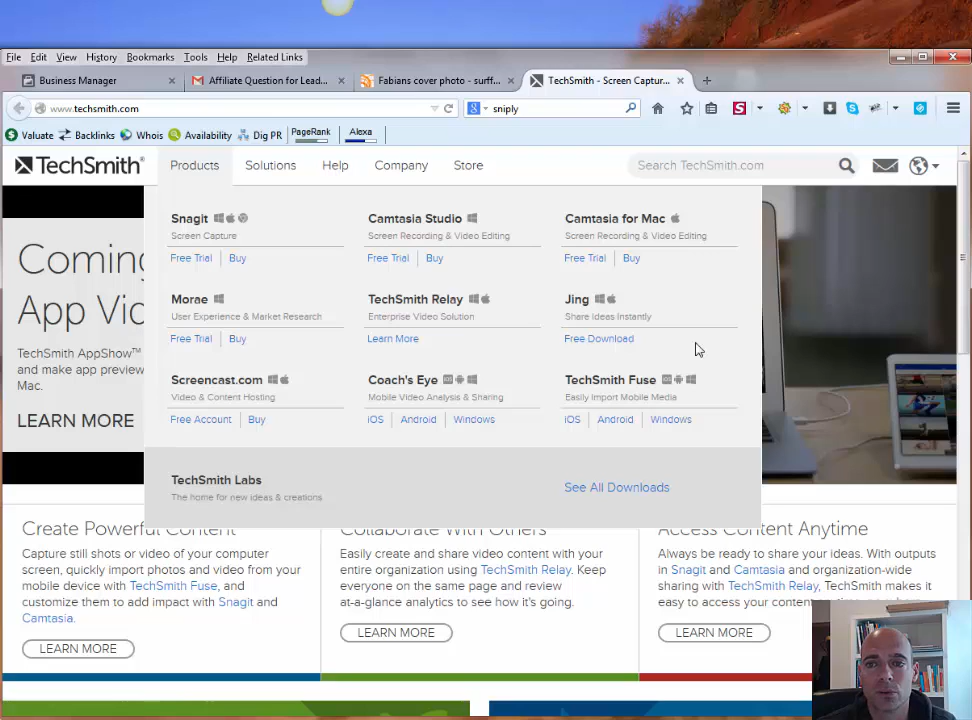 File Edit View History Bookmarks Tools Help Related Links
Business Manager × Affiliate Question for Lead... × Fabians cover photo - surff... × TechSmith - Screen Captur... × +
www.techsmith.com sniply
Valuate Backlinks Whois Availability Dig PR PageRank Alexa
TechSmith Products Solutions Help Company Store Search TechSmith.com
Snagit Camtasia Studio Camtasia for Mac
Screen Capture Screen Recording & Video Editing Screen Recording & Video Editing
Free Trial Buy Free Trial Buy Free Trial Buy
Morae TechSmith Relay Jing
User Experience & Market Research Enterprise Video Solution Share Ideas Instantly
Free Trial Buy Learn More Free Download
Screencast.com Coach's Eye TechSmith Fuse
Video & Content Hosting Mobile Video Analysis & Sharing Easily Import Mobile Media
Free Account Buy iOS Android Windows iOS Android Windows
TechSmith Labs
The home for new ideas & creations
See All Downloads
Coming
App Vid
TechSmith AppShow™
and make app preview
Mac.
LEARN MORE
Create Powerful Content
Capture still shots or video of your computer
screen, quickly import photos and video from your
mobile device with TechSmith Fuse, and
customize them to add impact with Snagit and
Camtasia.
LEARN MORE
Collaborate With Others
Easily create and share video content with your
entire organization using TechSmith Relay. Keep
everyone on the same page and review
at-a-glance analytics to see how it's going.
LEARN MORE
Access Content Anytime
Always be ready to share your ideas. With outputs
in Snagit and Camtasia and organization-wide
sharing with TechSmith Relay, TechSmith makes it
easy to access your content
LEARN MORE